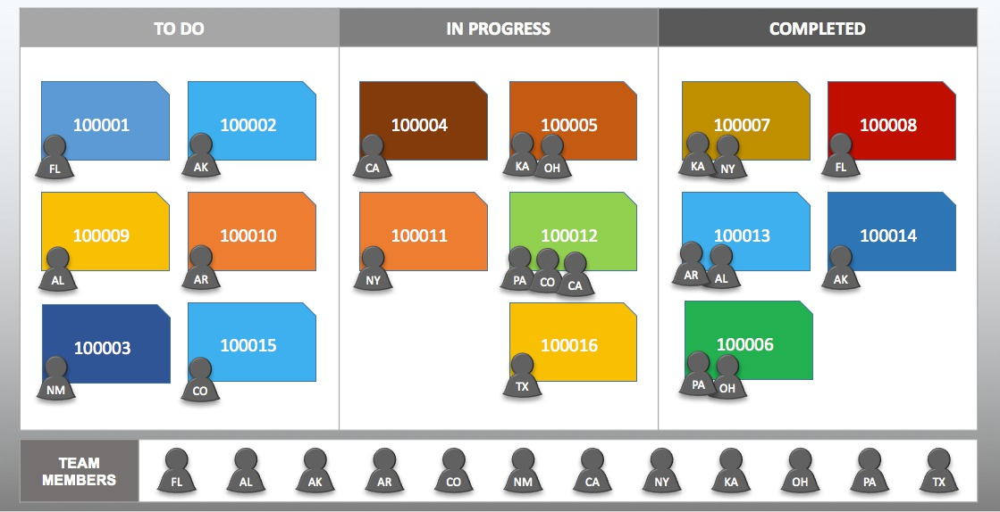 TO DO
IN PROGRESS
COMPLETED
100001
FL
100002
AK
100009
AL
100010
AR
100003
NM
100015
CO
100004
CA
100005
KA
OH
100011
NY
100012
PA
CO
CA
100016
TX
100007
KA
NY
100008
FL
100013
AR
AL
100014
AK
100006
PA
OH
TEAM
MEMBERS
FL
AL
AK
AR
CO
NM
CA
NY
KA
OH
PA
TX